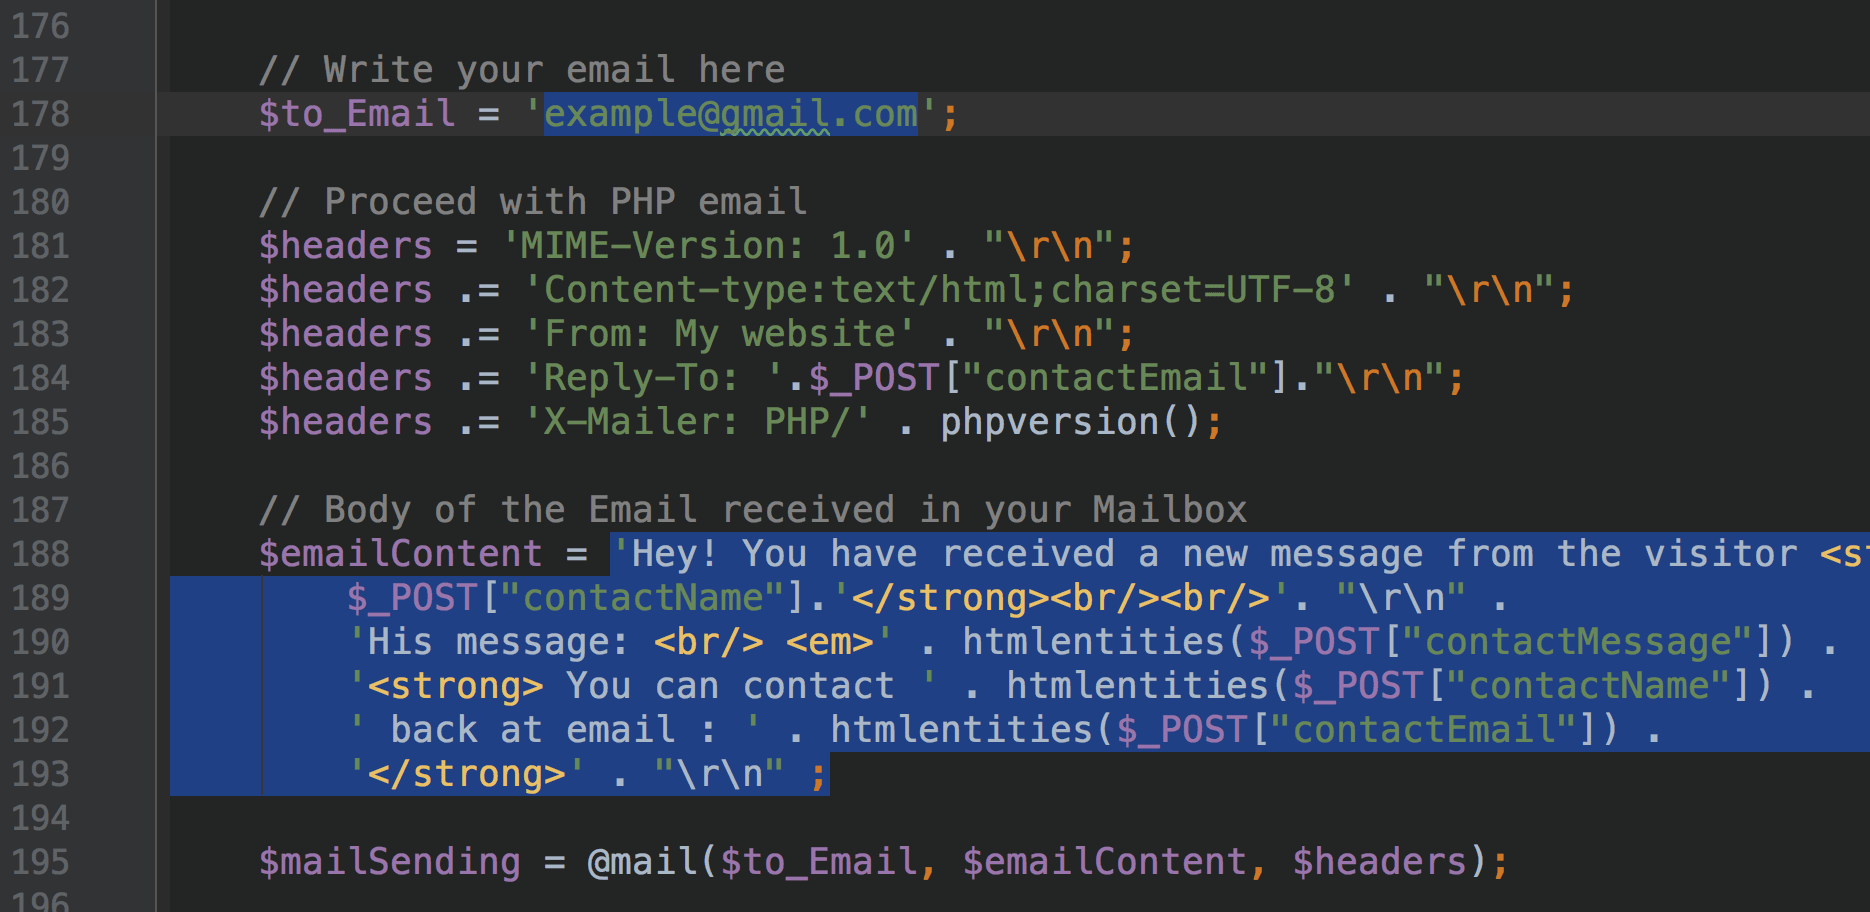 176
177 // Write your email here
178 $to_Email = 'example@gmail.com';
179
180 // Proceed with PHP email
181 $headers = 'MIME-Version: 1.0' . "\r\n";
182 $headers .= 'Content-type:text/html;charset=UTF-8' . "\r\n";
183 $headers .= 'From: My website' . "\r\n";
184 $headers .= 'Reply-To: '.$_POST["contactEmail"]."\r\n";
185 $headers .= 'X-Mailer: PHP/' . phpversion();
186
187 // Body of the Email received in your Mailbox
188 $emailContent = 'Hey! You have received a new message from the visitor <st
189 $_POST["contactName"].'</strong><br/><br/>'. "\r\n" .
190 'His message: <br/> <em>' . htmlentities($_POST["contactMessage"]) .
191 '<strong> You can contact ' . htmlentities($_POST["contactName"]) .
192 ' back at email : ' . htmlentities($_POST["contactEmail"]) .
193 '</strong>' . "\r\n" ;
194
195 $mailSending = @mail($to_Email, $emailContent, $headers);
196